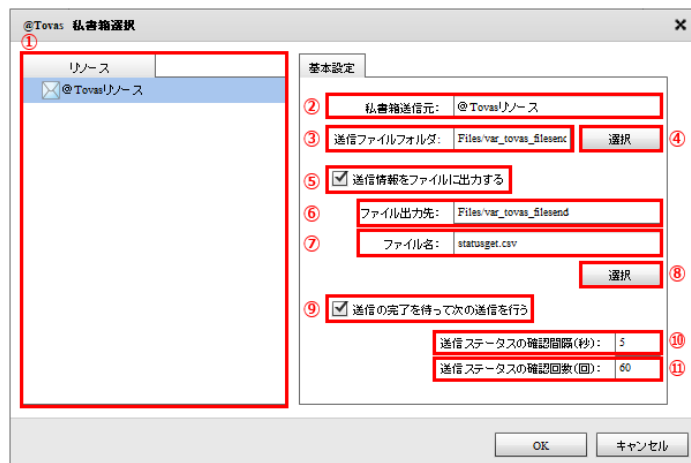 @Tovas 私書箱選択
①
リソース
@Tovasリソース
基本設定
② 私書箱送信元: @Tovasリソース
③ 送信ファイルフォルダ: Files/var_tovas_filesend 選択 ④
⑤ 送信情報をファイルに出力する
⑥ ファイル出力先: Files/var_tovas_filesend
⑦ ファイル名: statusget.csv
選択 ⑧
⑨ 送信の完了を待って次の送信を行う
送信ステータスの確認間隔(秒): 5 ⑩
送信ステータスの確認回数(回): 60 ⑪
OK キャンセル